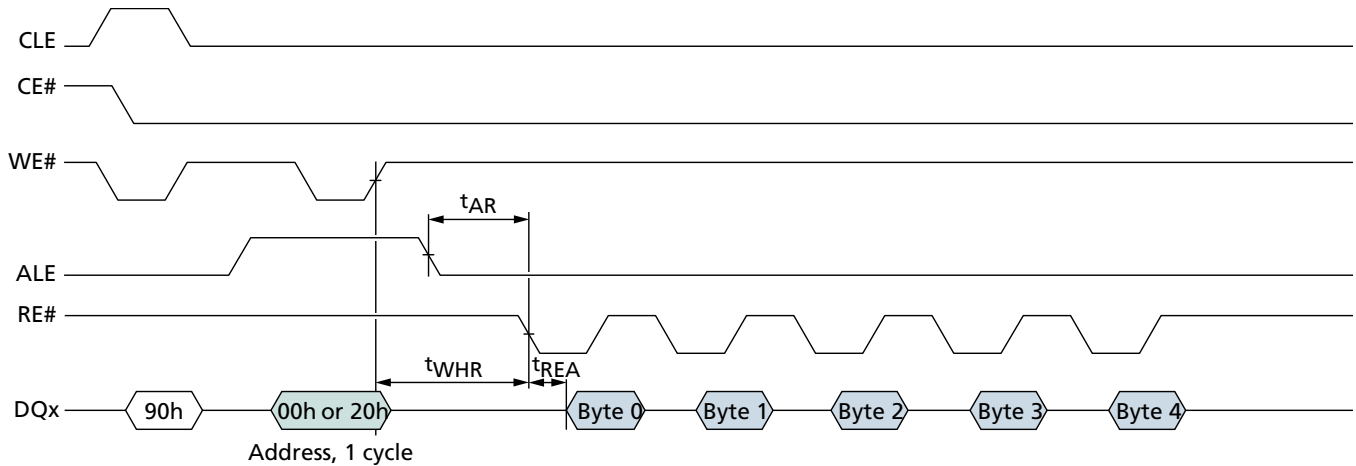 CLE
CE#
WE#
tAR
ALE
RE#
tWHR
tREA
DQx
90h
00h or 20h
Byte 0
Byte 1
Byte 2
Byte 3
Byte 4
Address, 1 cycle